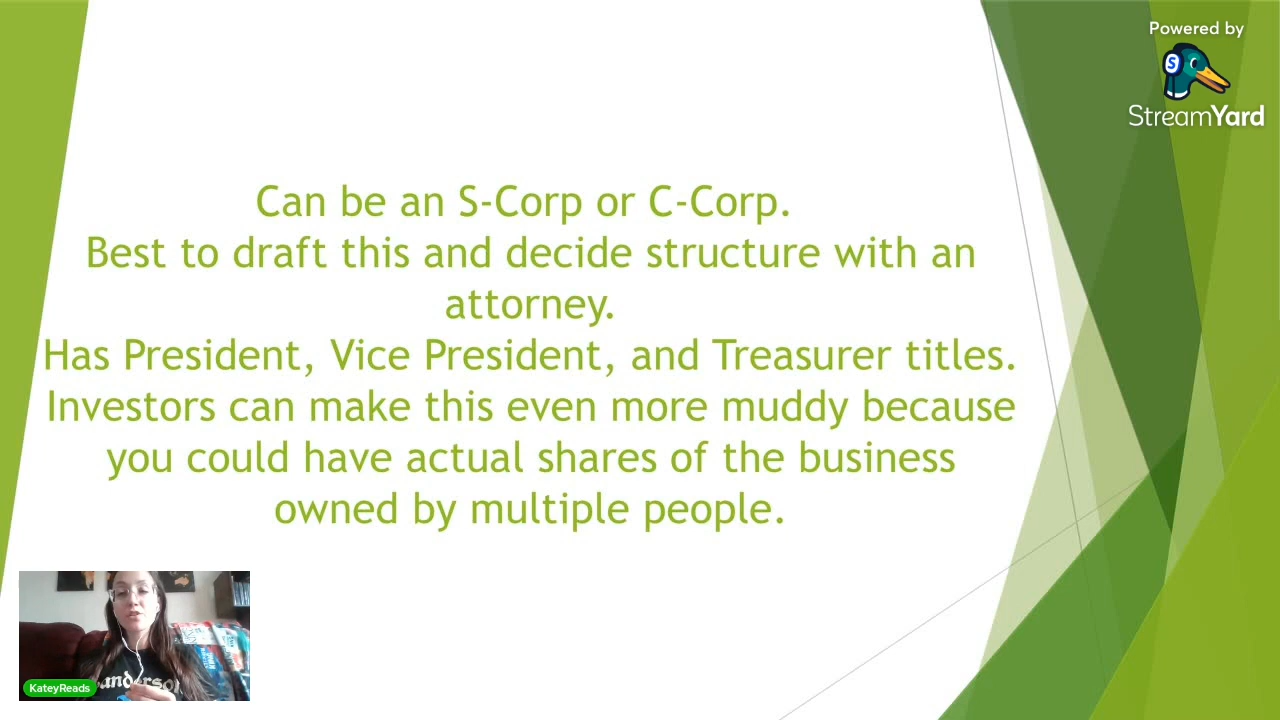 Powered by
S
StreamYard
Can be an S-Corp or C-Corp.
Best to draft this and decide structure with an
attorney.
Has President, Vice President, and Treasurer titles.
Investors can make this even more muddy because
you could have actual shares of the business
owned by multiple people.
KateyReads